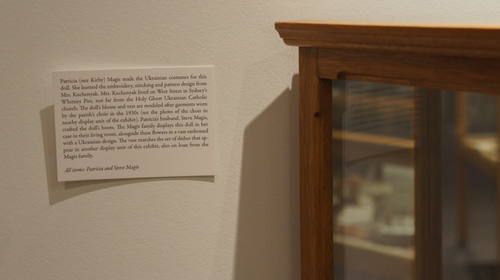 Patricia (nee Kirby) Magis made the Ukrainian costumes for this
doll. She learned the embroidery, stitching and pattern design from
Mrs. Kochenyak. Mrs. Kochenyak lived on West Street in Sydney's
Whitney Pier, not far from the Holy Ghost Ukrainian Catholic
church. The doll's blouse and vest are modeled after garments worn
by the parish's choir in the 1930s (see the photo of the choir in
nearby display unit of the exhibit). Patricia's husband, Steve Magis,
crafted the doll's boots. The Magis family displays this doll in her
case in their living room, alongside these flowers in a vase embossed
with a Ukrainian design. The vase matches the set of dishes that ap-
pear in another display unit of this exhibit, also on loan from the
Magis family.
All items: Patricia and Steve Magis